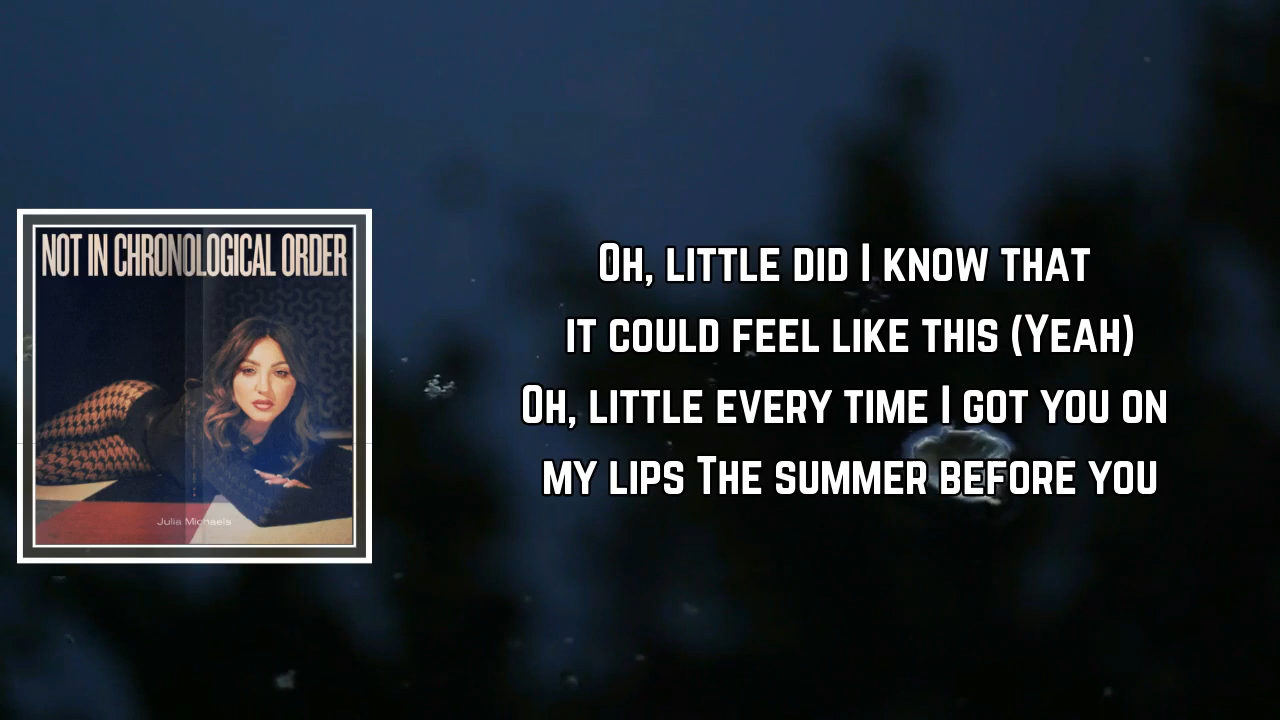 NOT IN CHRONOLOGICAL ORDER
Julia Michaels
Oh, little did I know that
it could feel like this (Yeah)
Oh, little every time I got you on
my lips The summer before you